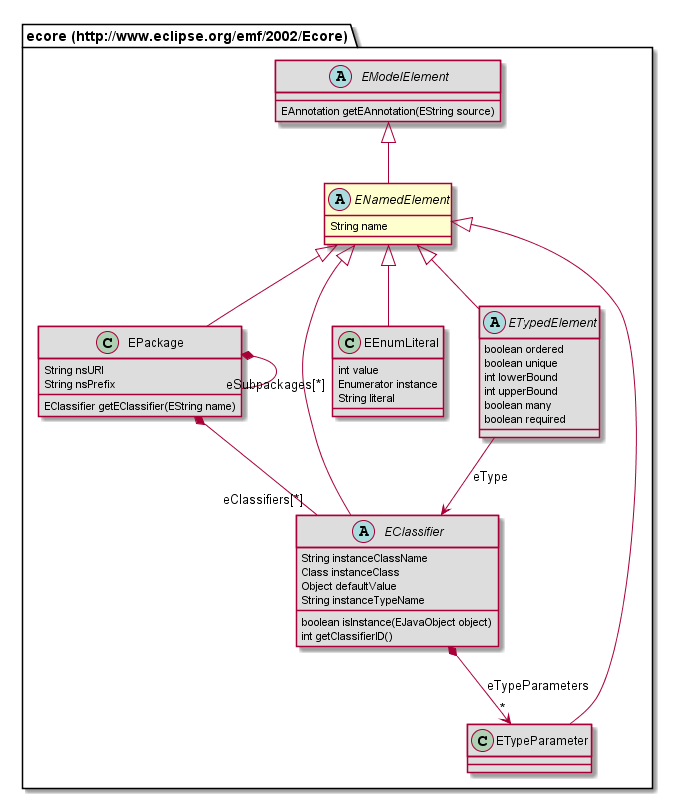 ecore (http://www.eclipse.org/emf/2002/Ecore)
A EModelElement
EAnnotation getEAnnotation(EString source)
A ENamedElement
String name
C EPackage
String nsURI
String nsPrefix
EClassifier getEClassifier(EString name)
eSubpackages[*]
C EEnumLiteral
int value
Enumerator instance
String literal
A ETypedElement
boolean ordered
boolean unique
int lowerBound
int upperBound
boolean many
boolean required
eType
eClassifiers[*]
A EClassifier
String instanceClassName
Class instanceClass
Object defaultValue
String instanceTypeName
boolean isInstance(EJavaObject object)
int getClassifierID()
eTypeParameters
*
C ETypeParameter